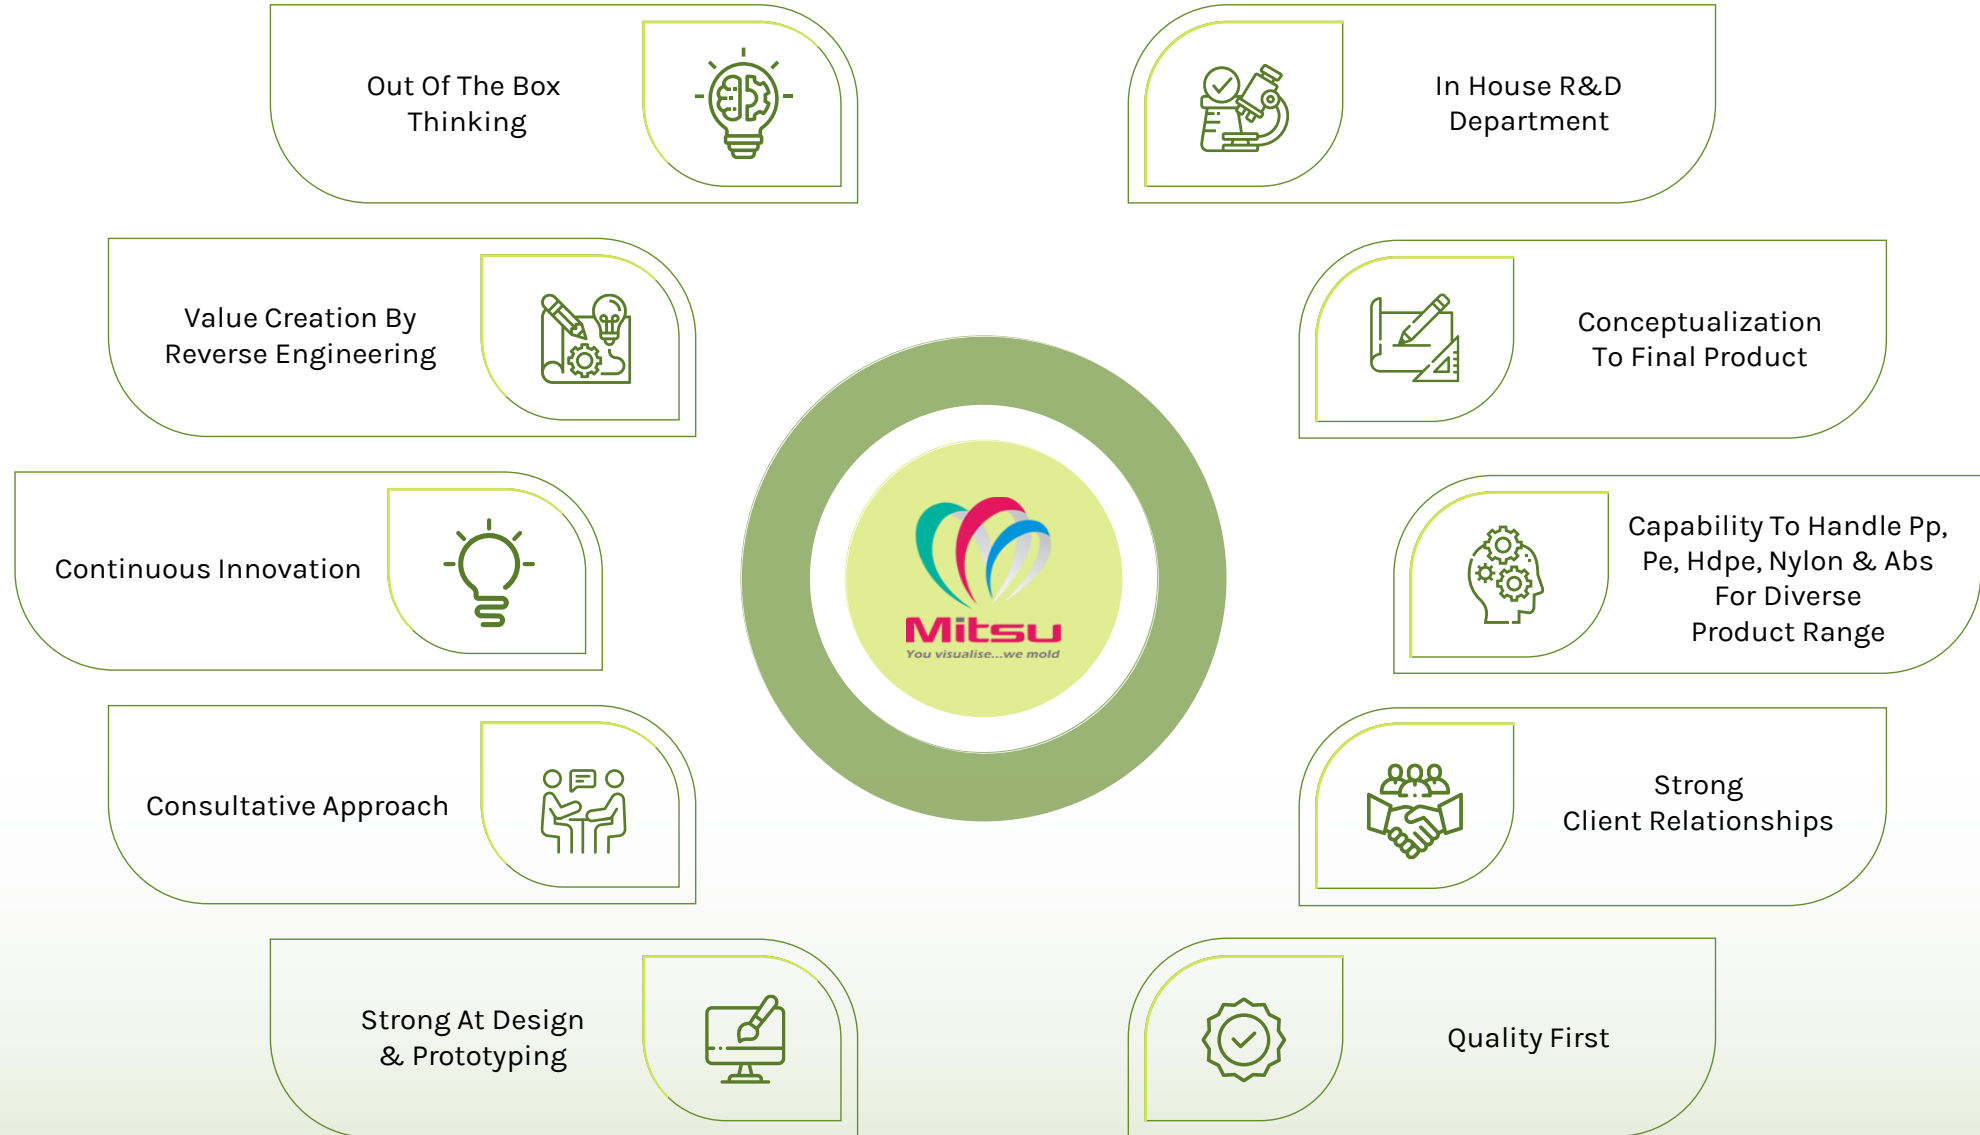 Out Of The Box
Thinking
In House R&D
Department
Value Creation By
Reverse Engineering
Conceptualization
To Final Product
Continuous Innovation
Capability To Handle Pp,
Pe, Hdpe, Nylon & Abs
For Diverse
Product Range
Mitsu
You visualise...we mold
Consultative Approach
Strong
Client Relationships
Strong At Design
& Prototyping
Quality First